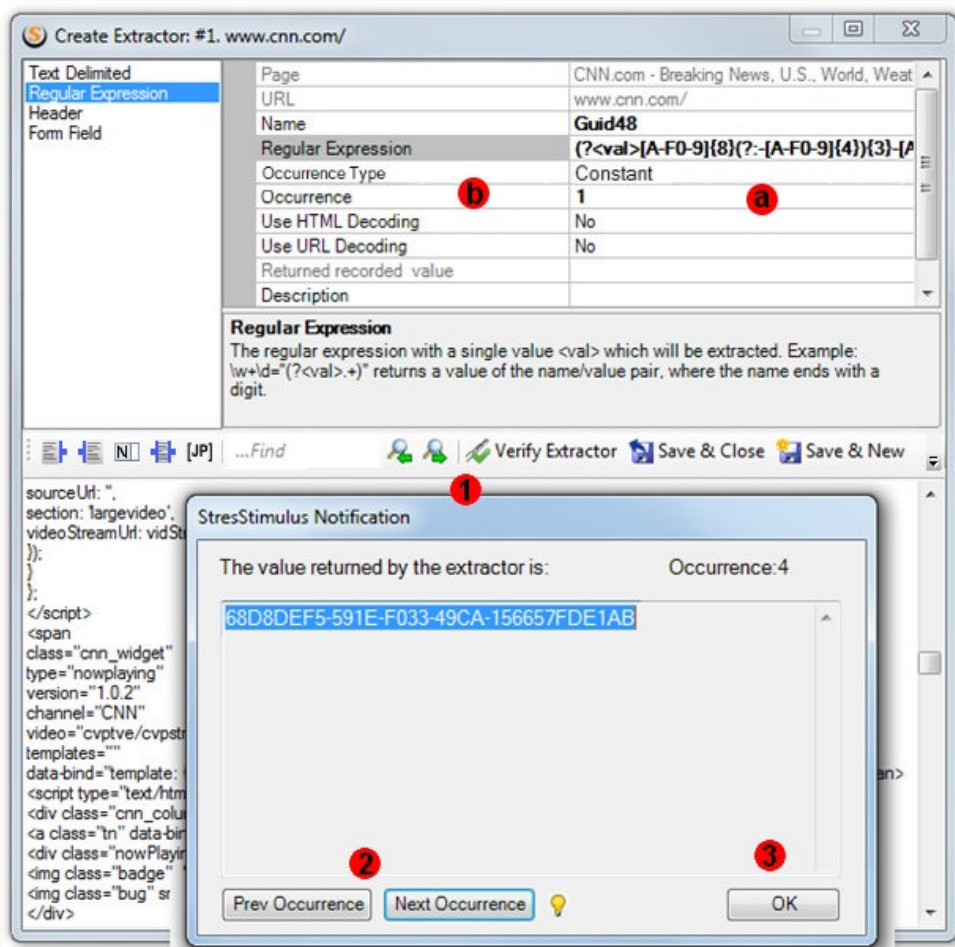 Create Extractor: #1. www.cnn.com/
Text Delimited
Regular Expression
Header
Form Field
Page CNN.com - Breaking News, U.S., World, Weat
URL www.cnn.com/
Name Guid48
Regular Expression (?<val>[A-F0-9]{8}(?:-[A-F0-9]{4}){3}-[A
Occurrence Type Constant
b a
Occurrence 1
Use HTML Decoding No
Use URL Decoding No
Returned recorded value
Description
Regular Expression
The regular expression with a single value <val> which will be extracted. Example:
\w+\d="(?<val>.+)" returns a value of the name/value pair, where the name ends with a
digit.
N [JP] ...Find Verify Extractor Save & Close Save & New
1
sourceUrl: '',
section: 'largevideo',
videoStreamUrl: vidStr
});
}
};
</script>
<span
class="cnn_widget"
type="nowplaying"
version="1.0.2"
channel="CNN"
video="cvptve/cvpstr
templates=""
data-bind="template: an>
<script type="text/htm
<div class="cnn_colu
<a class="tn" data-bin
<div class="nowPlayin
<img class="badge"
<img class="bug" sr
</div>
StresStimulus Notification
The value returned by the extractor is: Occurrence:4
68D8DEF5-591E-F033-49CA-156657FDE1AB
2 3
Prev Occurrence Next Occurrence OK